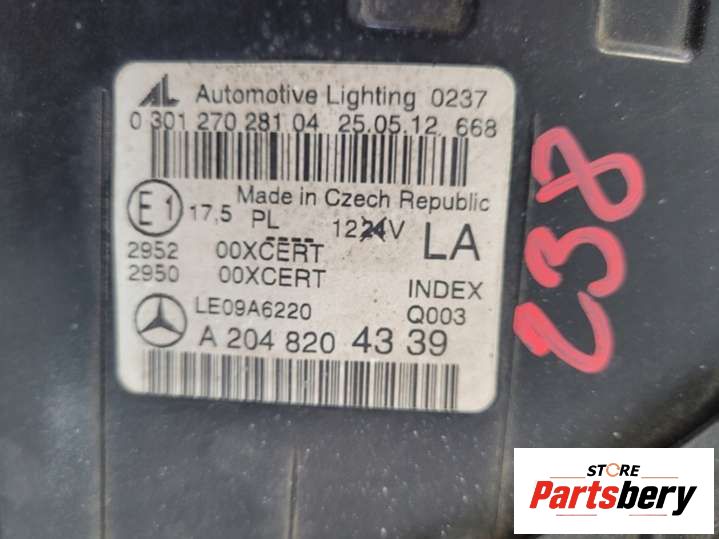 AL Automotive Lighting 0237
0 301 270 281 04 25.05.12 668
Made in Czech Republic
E1 17,5 PL 1224V LA
2952 00XCERT
2950 00XCERT
INDEX
LE09A6220 Q003
A 204 820 43 39
238
STORE
Partsbery